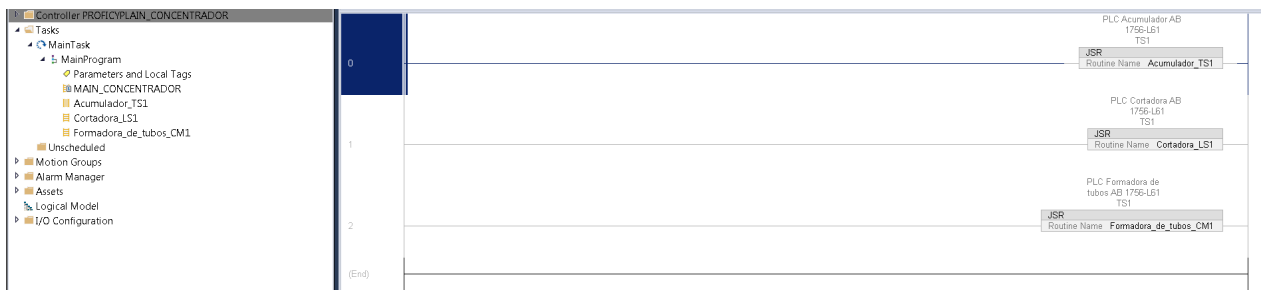 Controller PROFICYPLAIN_CONCENTRADOR
Tasks
MainTask
MainProgram
Parameters and Local Tags
MAIN_CONCENTRADOR
Acumulador_TS1
Cortadora_LS1
Formadora_de_tubos_CM1
Unscheduled
Motion Groups
Alarm Manager
Assets
Logical Model
I/O Configuration
PLC Acumulador AB
1756-L61
TS1
JSR
0
Routine Name Acumulador_TS1
PLC Cortadora AB
1756-L61
TS1
JSR
1
Routine Name Cortadora_LS1
PLC Formadora de
tubos AB 1756-L61
TS1
JSR
2
Routine Name Formadora_de_tubos_CM1
(End)